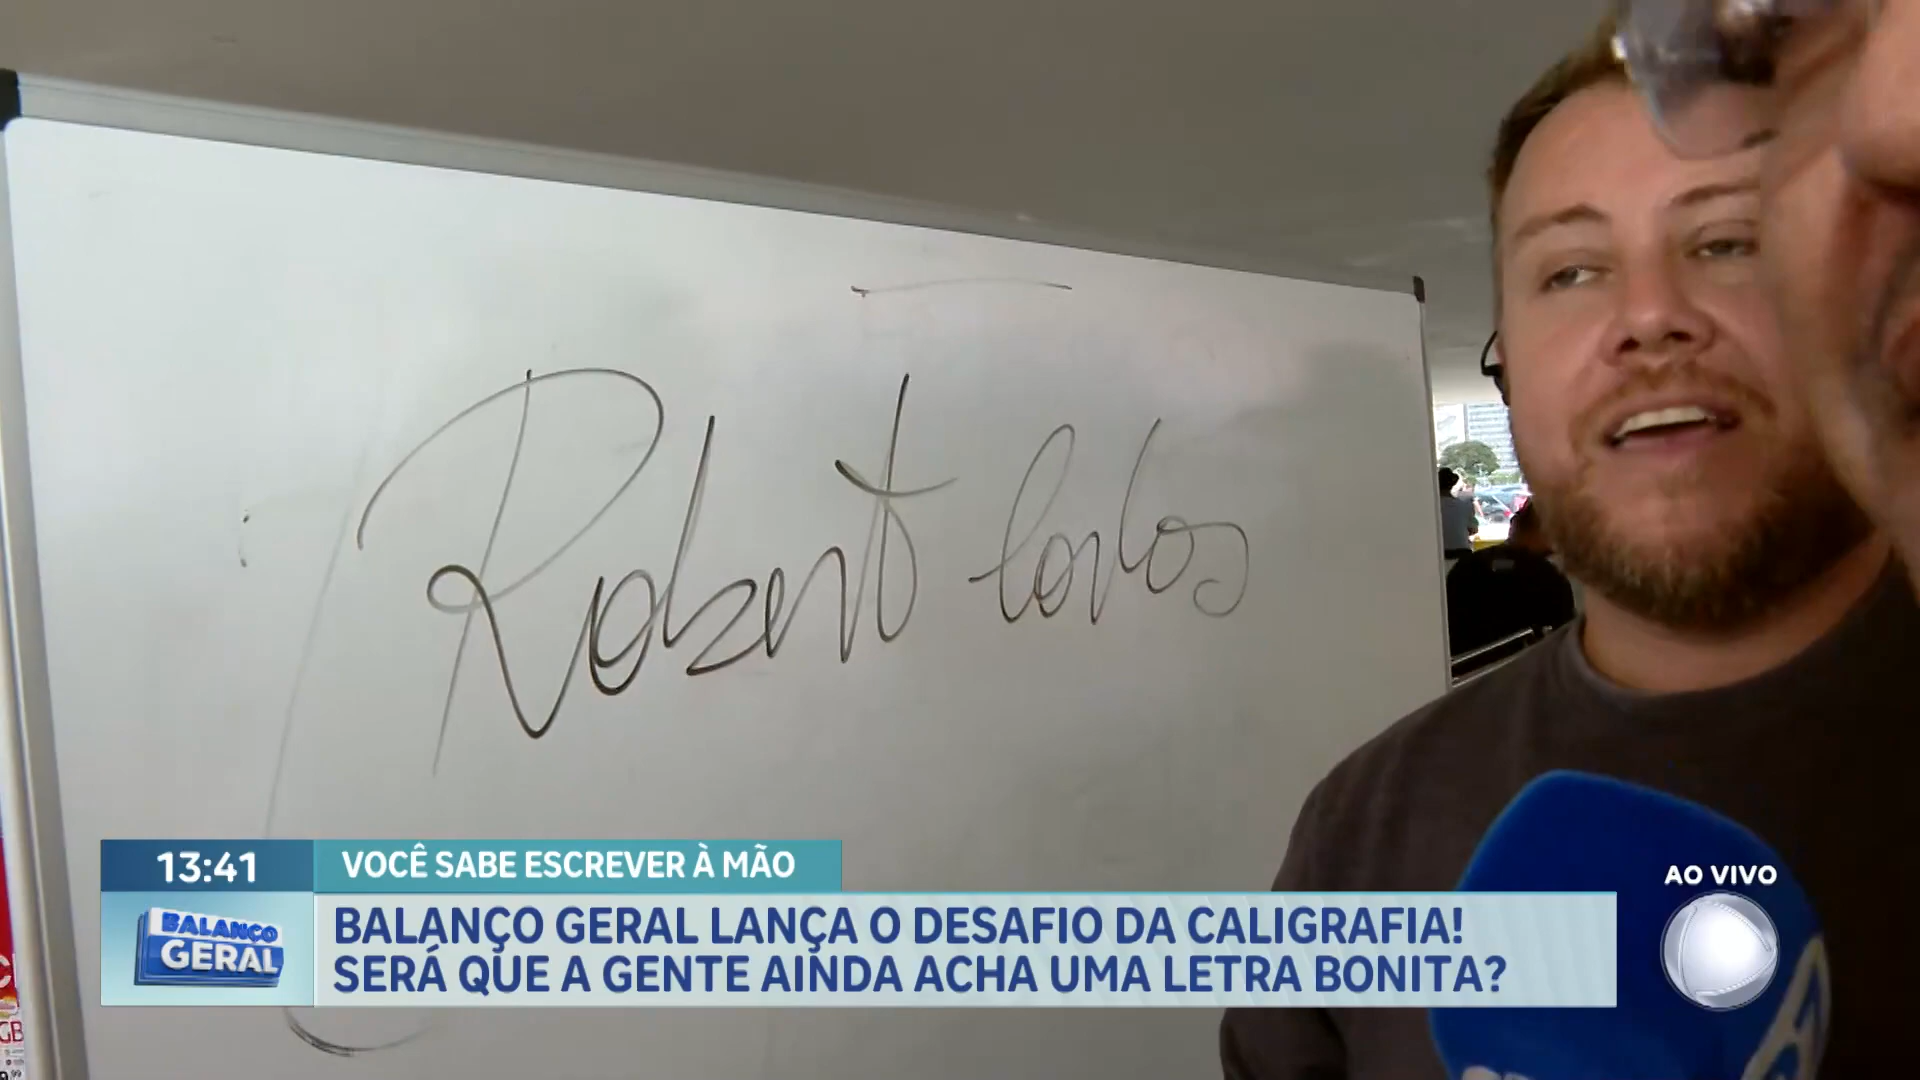 Roberto Carlos
13:41
VOCÊ SABE ESCREVER À MÃO
BALANÇO GERAL
BALANÇO GERAL LANÇA O DESAFIO DA CALIGRAFIA!
SERÁ QUE A GENTE AINDA ACHA UMA LETRA BONITA?
AO VIVO